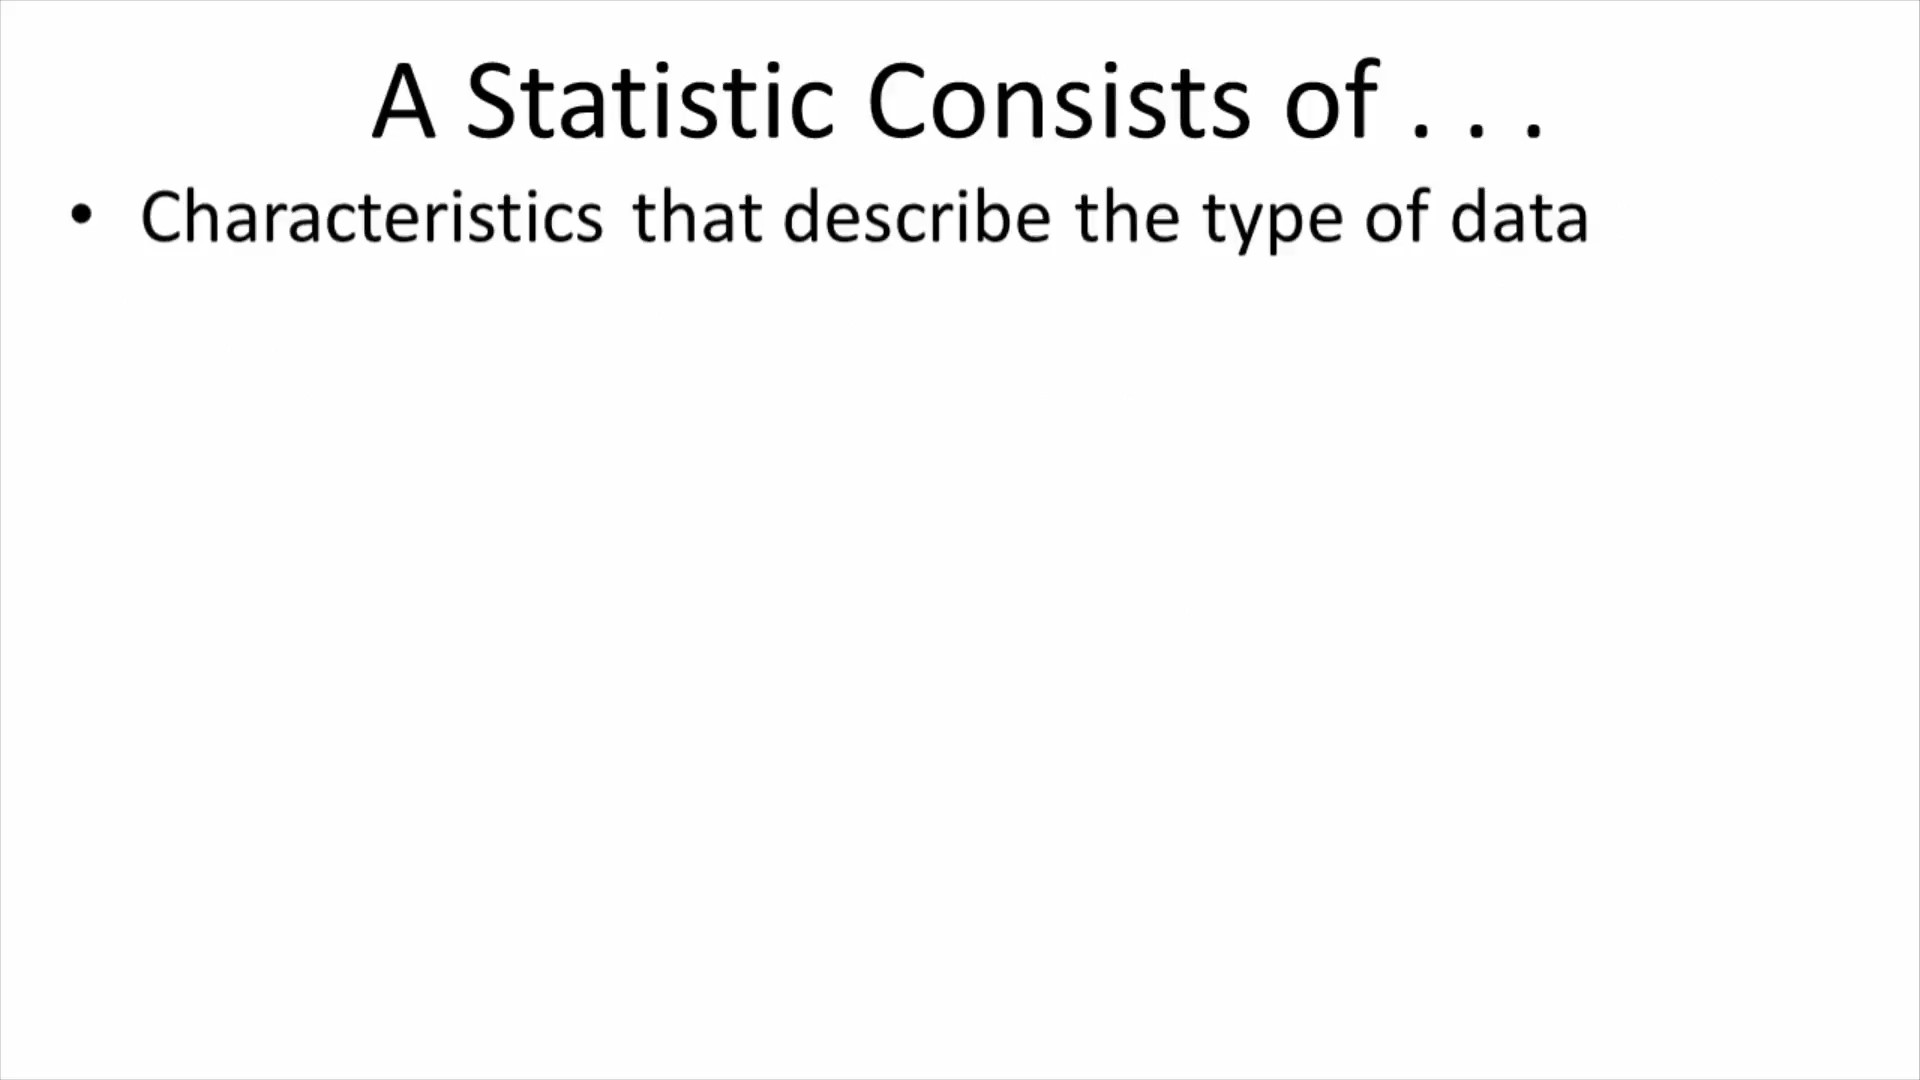 A Statistic Consists of . . .
• Characteristics that describe the type of data